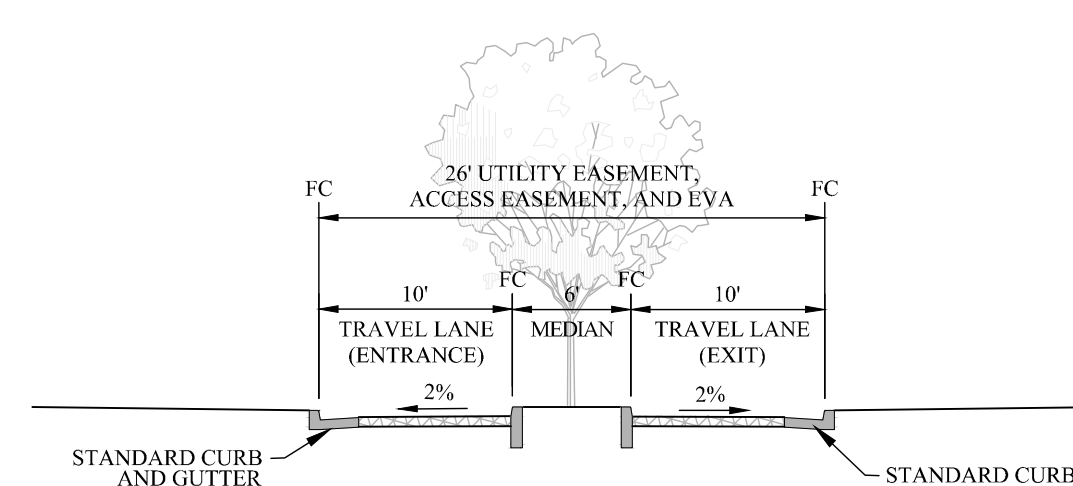 26' UTILITY EASEMENT,
FC
ACCESS EASEMENT, AND EVA
FC
FC
FC
10'
6'
10'
TRAVEL LANE
(ENTRANCE)
MEDIAN
TRAVEL LANE
(EXIT)
2%
2%
STANDARD CURB
AND GUTTER
STANDARD CURB